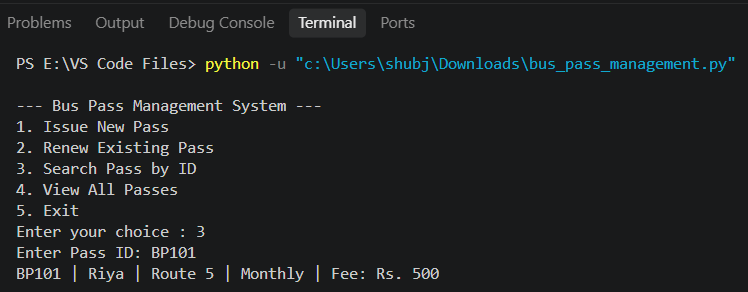 Problems Output Debug Console Terminal Ports
PS E:\VS Code Files> python -u "c:\Users\shubj\Downloads\bus_pass_management.py"
--- Bus Pass Management System ---
1. Issue New Pass
2. Renew Existing Pass
3. Search Pass by ID
4. View All Passes
5. Exit
Enter your choice : 3
Enter Pass ID: BP101
BP101 | Riya | Route 5 | Monthly | Fee: Rs. 500